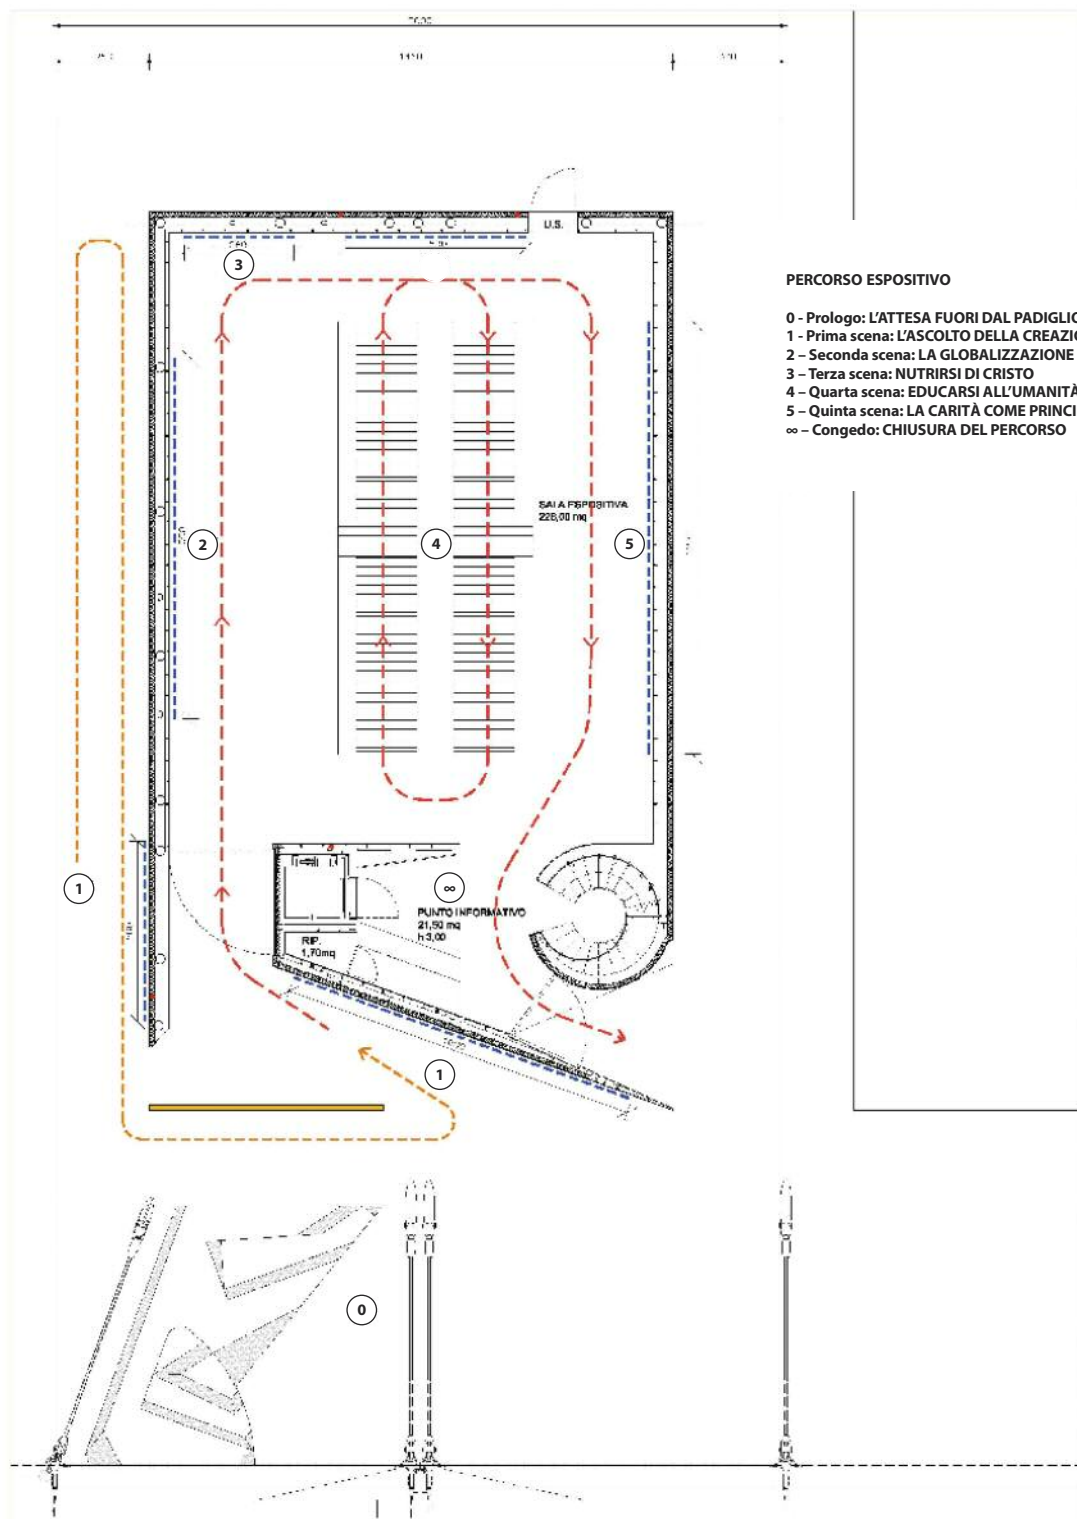 U.S.
3
PERCORSO ESPOSITIVO
0 - Prologo: L'ATTESA FUORI DAL PADIGLIO
1 - Prima scena: L'ASCOLTO DELLA CREAZIO
2 – Seconda scena: LA GLOBALIZZAZIONE
3 – Terza scena: NUTRIRSI DI CRISTO
4 – Quarta scena: EDUCARSI ALL'UMANITÀ
5 – Quinta scena: LA CARITÀ COME PRINCI
∞ – Congedo: CHIUSURA DEL PERCORSO
SALA ESPOSITIVA
226,00 mq
2
4
5
1
∞
PUNTO INFORMATIVO
21,50 mq
h 3,00
RIP.
1,70mq
1
0